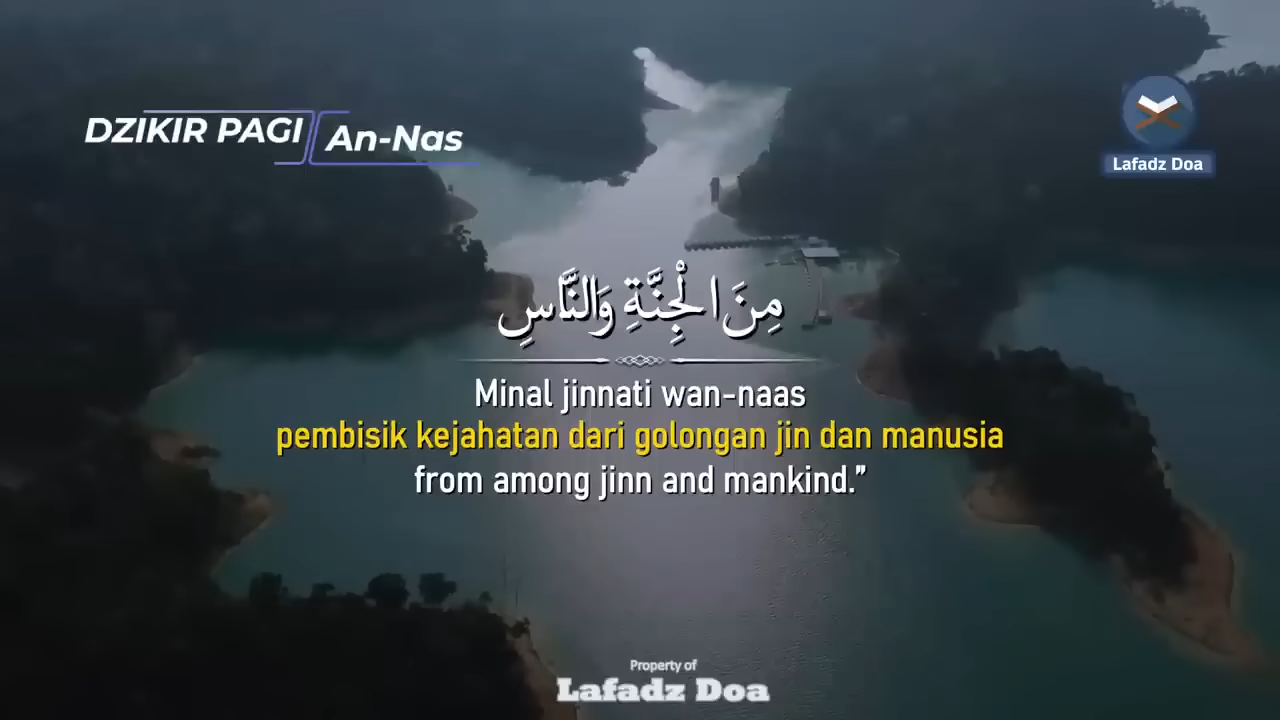 DZIKIR PAGI An-Nas
Lafadz Doa
مِنَ الْجِنَّةِ وَالنَّاسِ
Minal jinnati wan-naas
pembisik kejahatan dari golongan jin dan manusia
from among jinn and mankind.”
Property of
Lafadz Doa